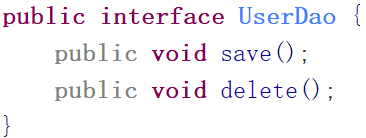 public interface UserDao {
    public void save();
    public void delete();
}